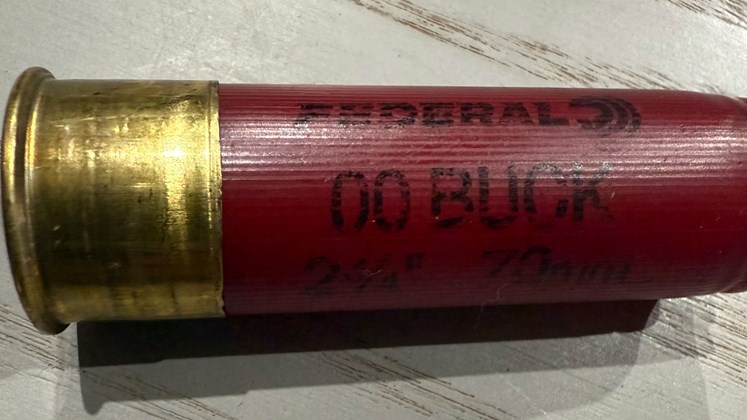 FEDERAL
00 BUCK
2¾" 70mm